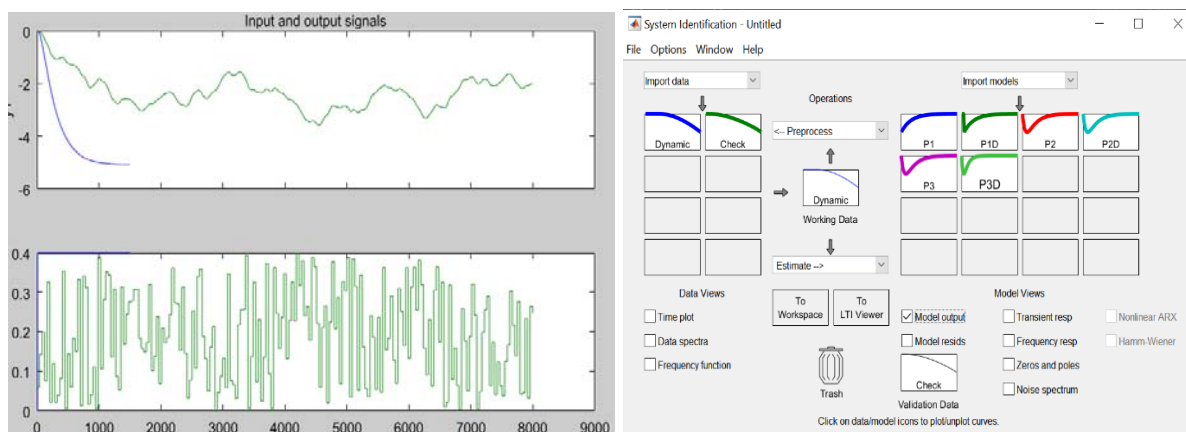 Input and output signals
0
-2
-4
-6
0.4
0.3
0.2
0.1
0
0 1000 2000 3000 4000 5000 6000 7000 8000 9000
System Identification - Untitled
File Options Window Help
Import data
Import models
Operations
<-- Preprocess
Dynamic
Check
P1
P1D
P2
P2D
P3
P3D
Dynamic
Working Data
Estimate -->
Data Views
To Workspace
To LTI Viewer
Model Views
Time plot
Data spectra
Frequency function
Model output
Model resids
Transient resp
Frequency resp
Zeros and poles
Noise spectrum
Nonlinear ARX
Hamm-Wiener
Trash
Check
Validation Data
Click on data/model icons to plot/unplot curves.